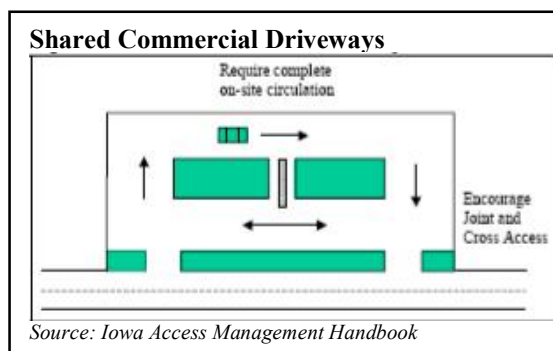 Shared Commercial Driveways
Require complete
on-site circulation
Encourage
Joint and
Cross Access
Source: Iowa Access Management Handbook